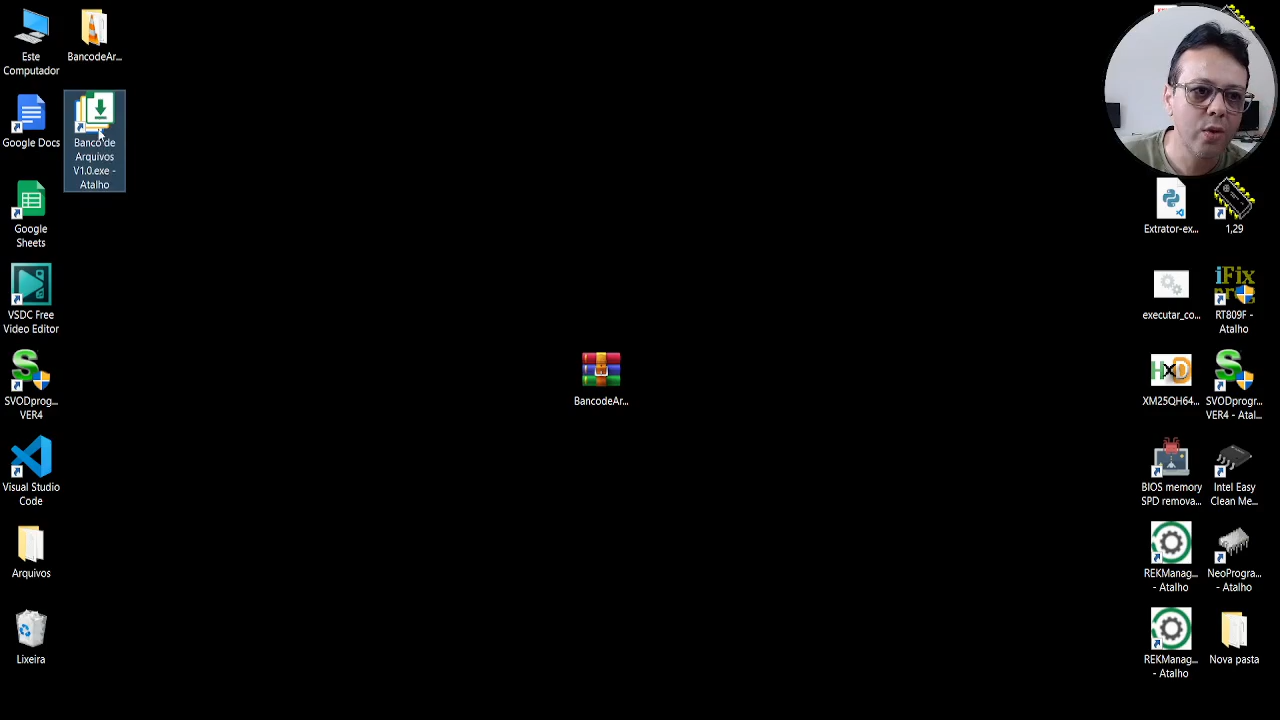 Este
Computador
BancodeAr...
Google Docs
Banco de
Arquivos
V1.0.exe -
Atalho
Google
Sheets
VSDC Free
Video Editor
SVODprog...
VER4
Visual Studio
Code
Arquivos
Lixeira
BancodeAr...
Extrator-ex...
1,29
executar_co...
iFix
RT809F -
Atalho
HXD
XM25QH64...
SVODprogr...
VER4 - Atal...
BIOS memory
SPD remova...
Intel Easy
Clean Me...
REKManag...
- Atalho
NeoProgra...
- Atalho
REKManag...
- Atalho
Nova pasta